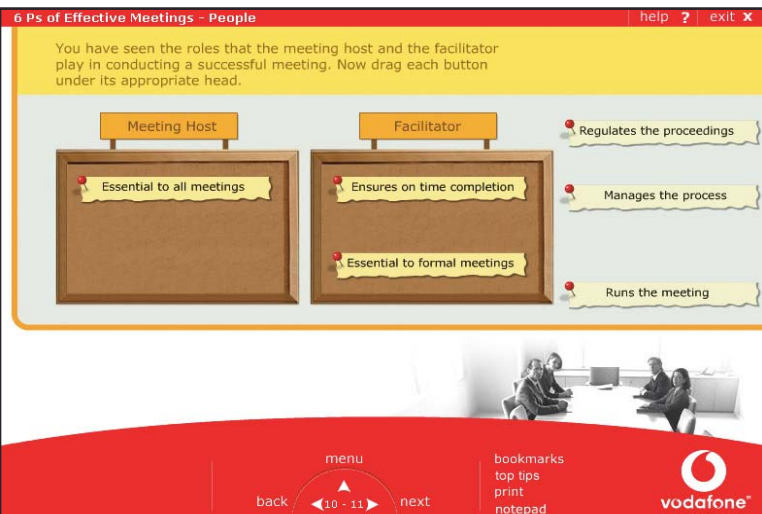 6 Ps of Effective Meetings - People
help ? exit x
You have seen the roles that the meeting host and the facilitator
play in conducting a successful meeting. Now drag each button
under its appropriate head.
Meeting Host
Facilitator
Essential to all meetings
Ensures on time completion
Essential to formal meetings
Regulates the proceedings
Manages the process
Runs the meeting
menu
back
10 - 11
next
bookmarks
top tips
print
notepad
vodafone™